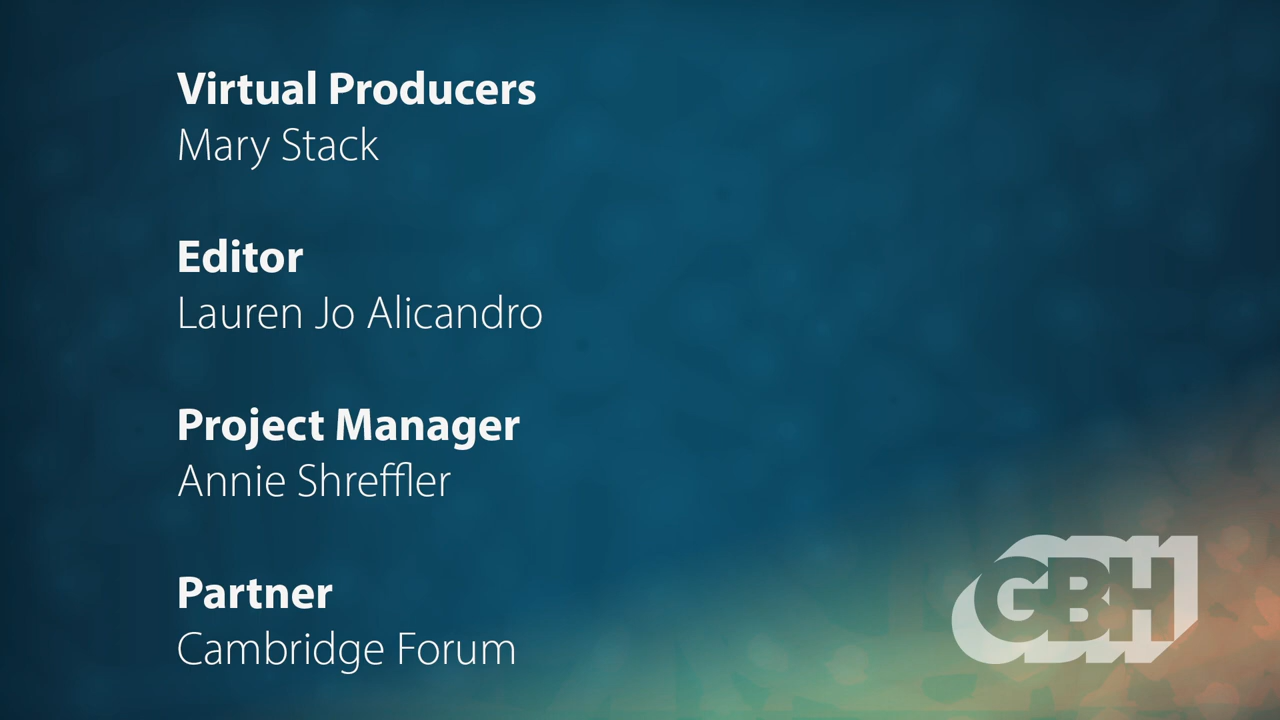 Virtual Producers
Mary Stack
Editor
Lauren Jo Alicandro
Project Manager
Annie Shreffler
Partner
Cambridge Forum
GBH